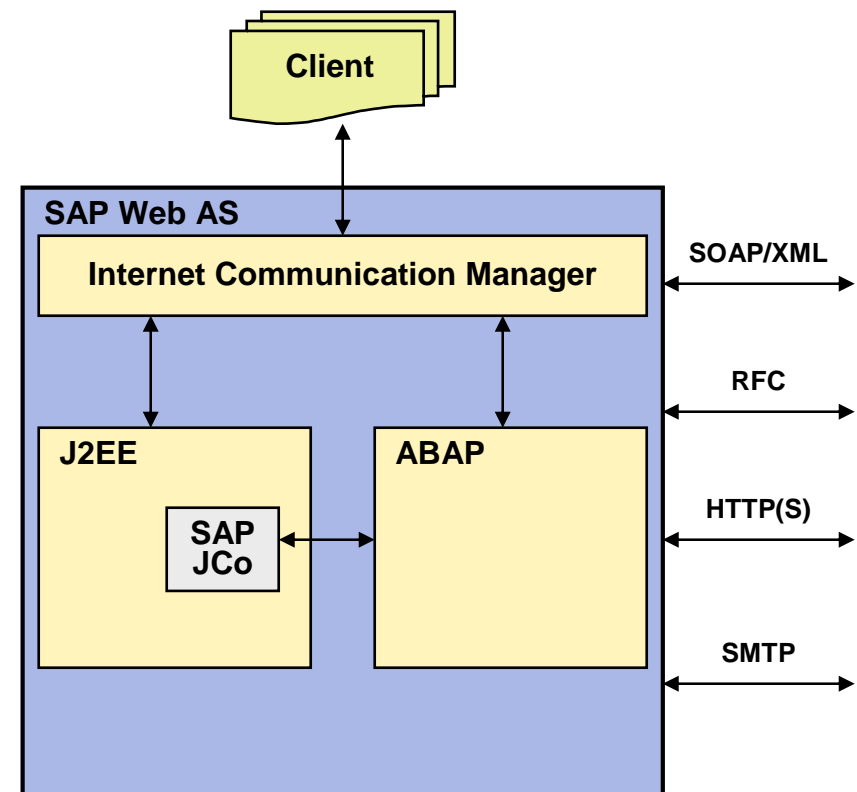 Client
SAP Web AS
Internet Communication Manager
SOAP/XML
RFC
J2EE
ABAP
SAP
JCo
HTTP(S)
SMTP